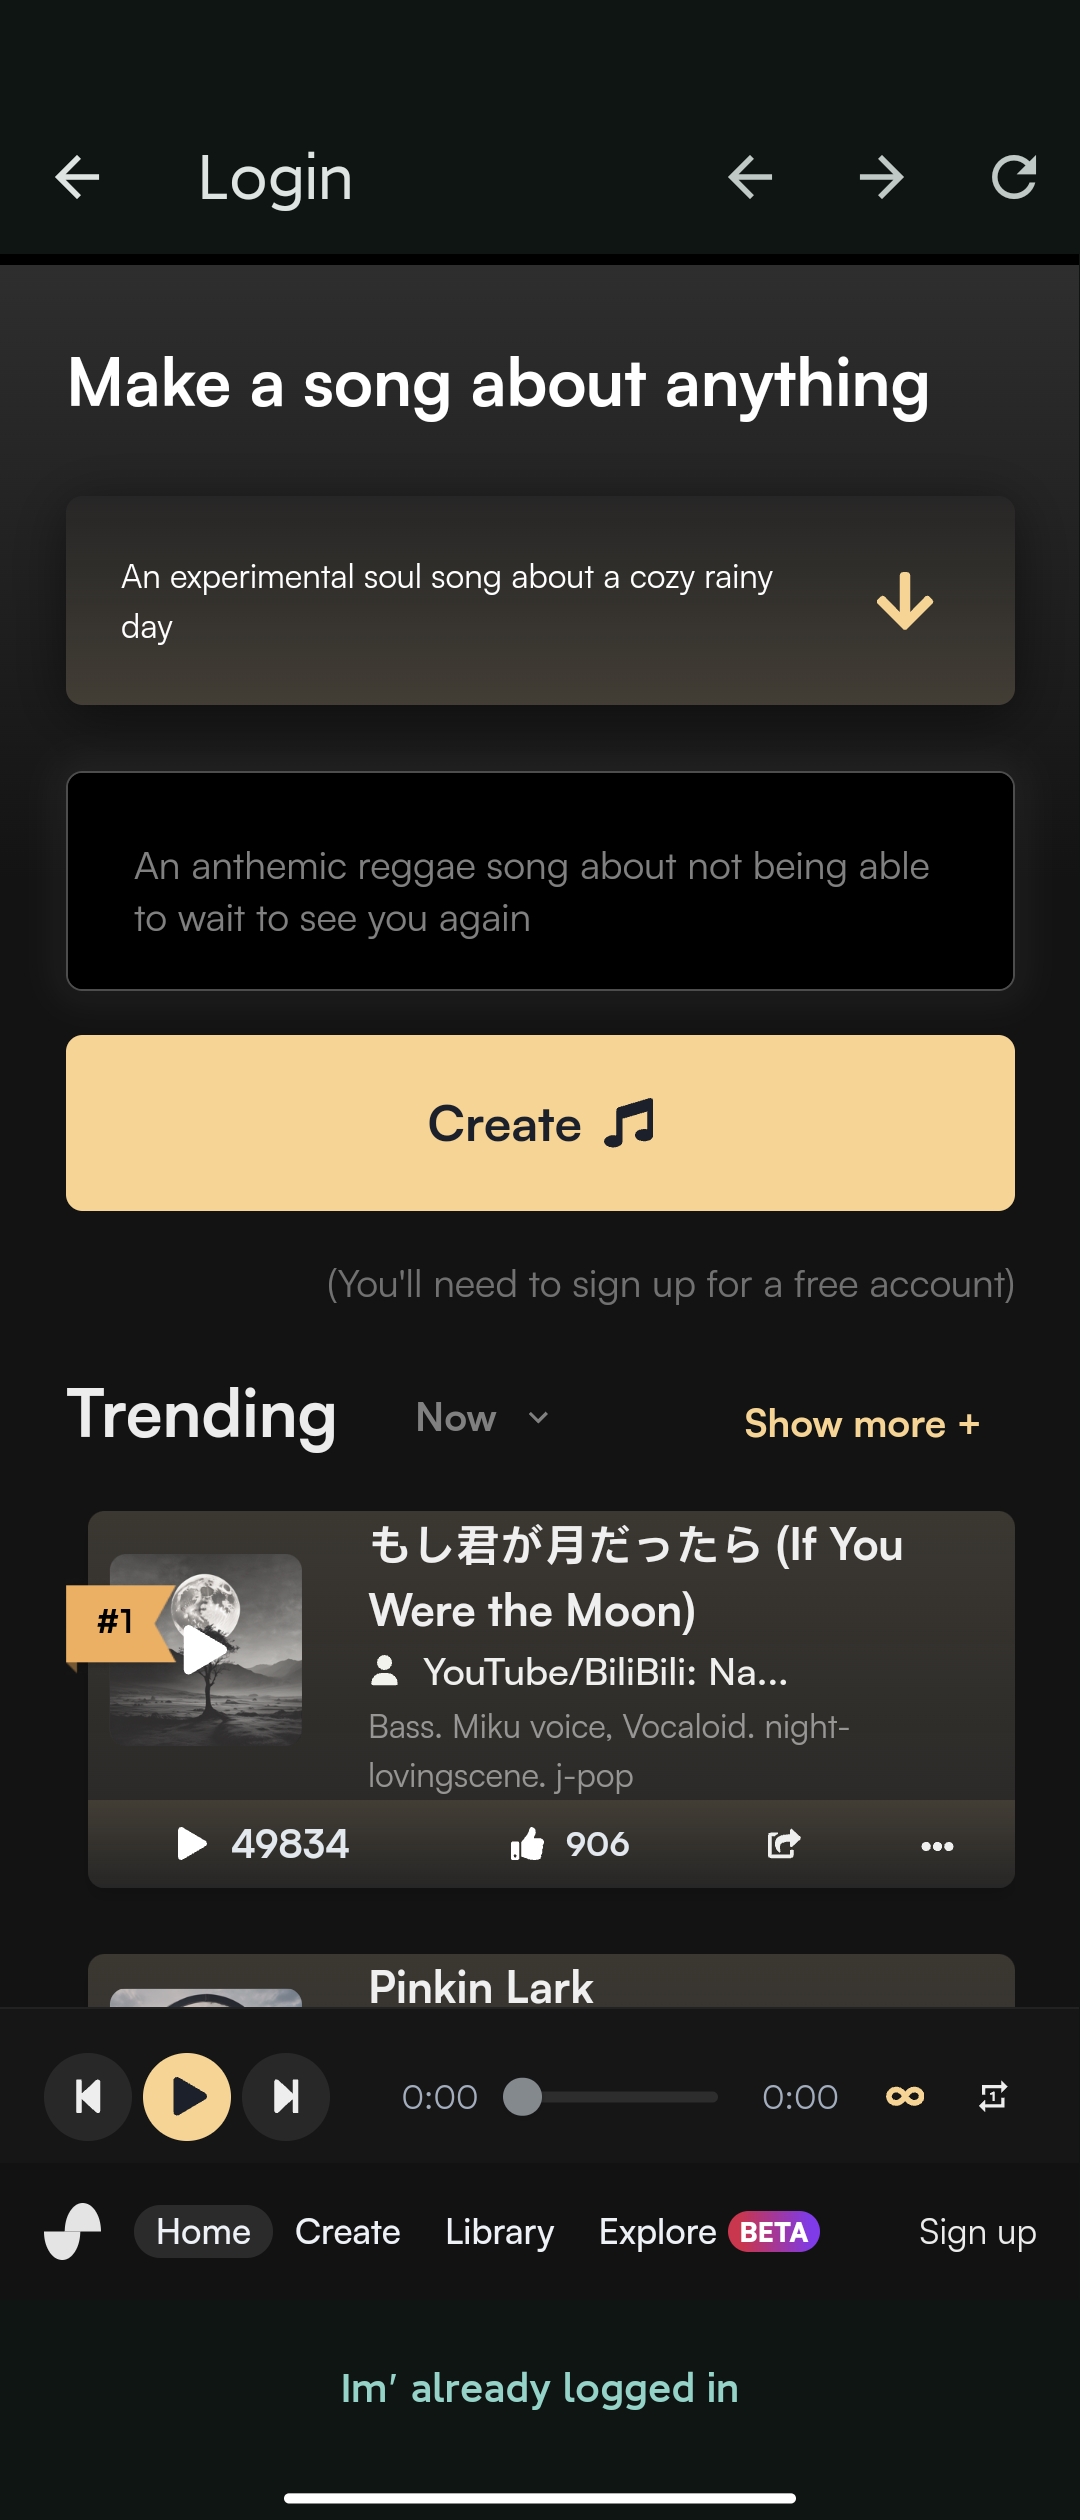 Login
Make a song about anything
An experimental soul song about a cozy rainy
day
An anthemic reggae song about not being able
to wait to see you again
Create
(You'll need to sign up for a free account)
Trending
Now
Show more +
#1
もし君が月だったら (If You
Were the Moon)
YouTube/BiliBili: Na...
Bass. Miku voice, Vocaloid. night-
lovingscene. j-pop
49834
906
Pinkin Lark
0:00
0:00
1
Home
Create
Library
Explore BETA
Sign up
Im' already logged in